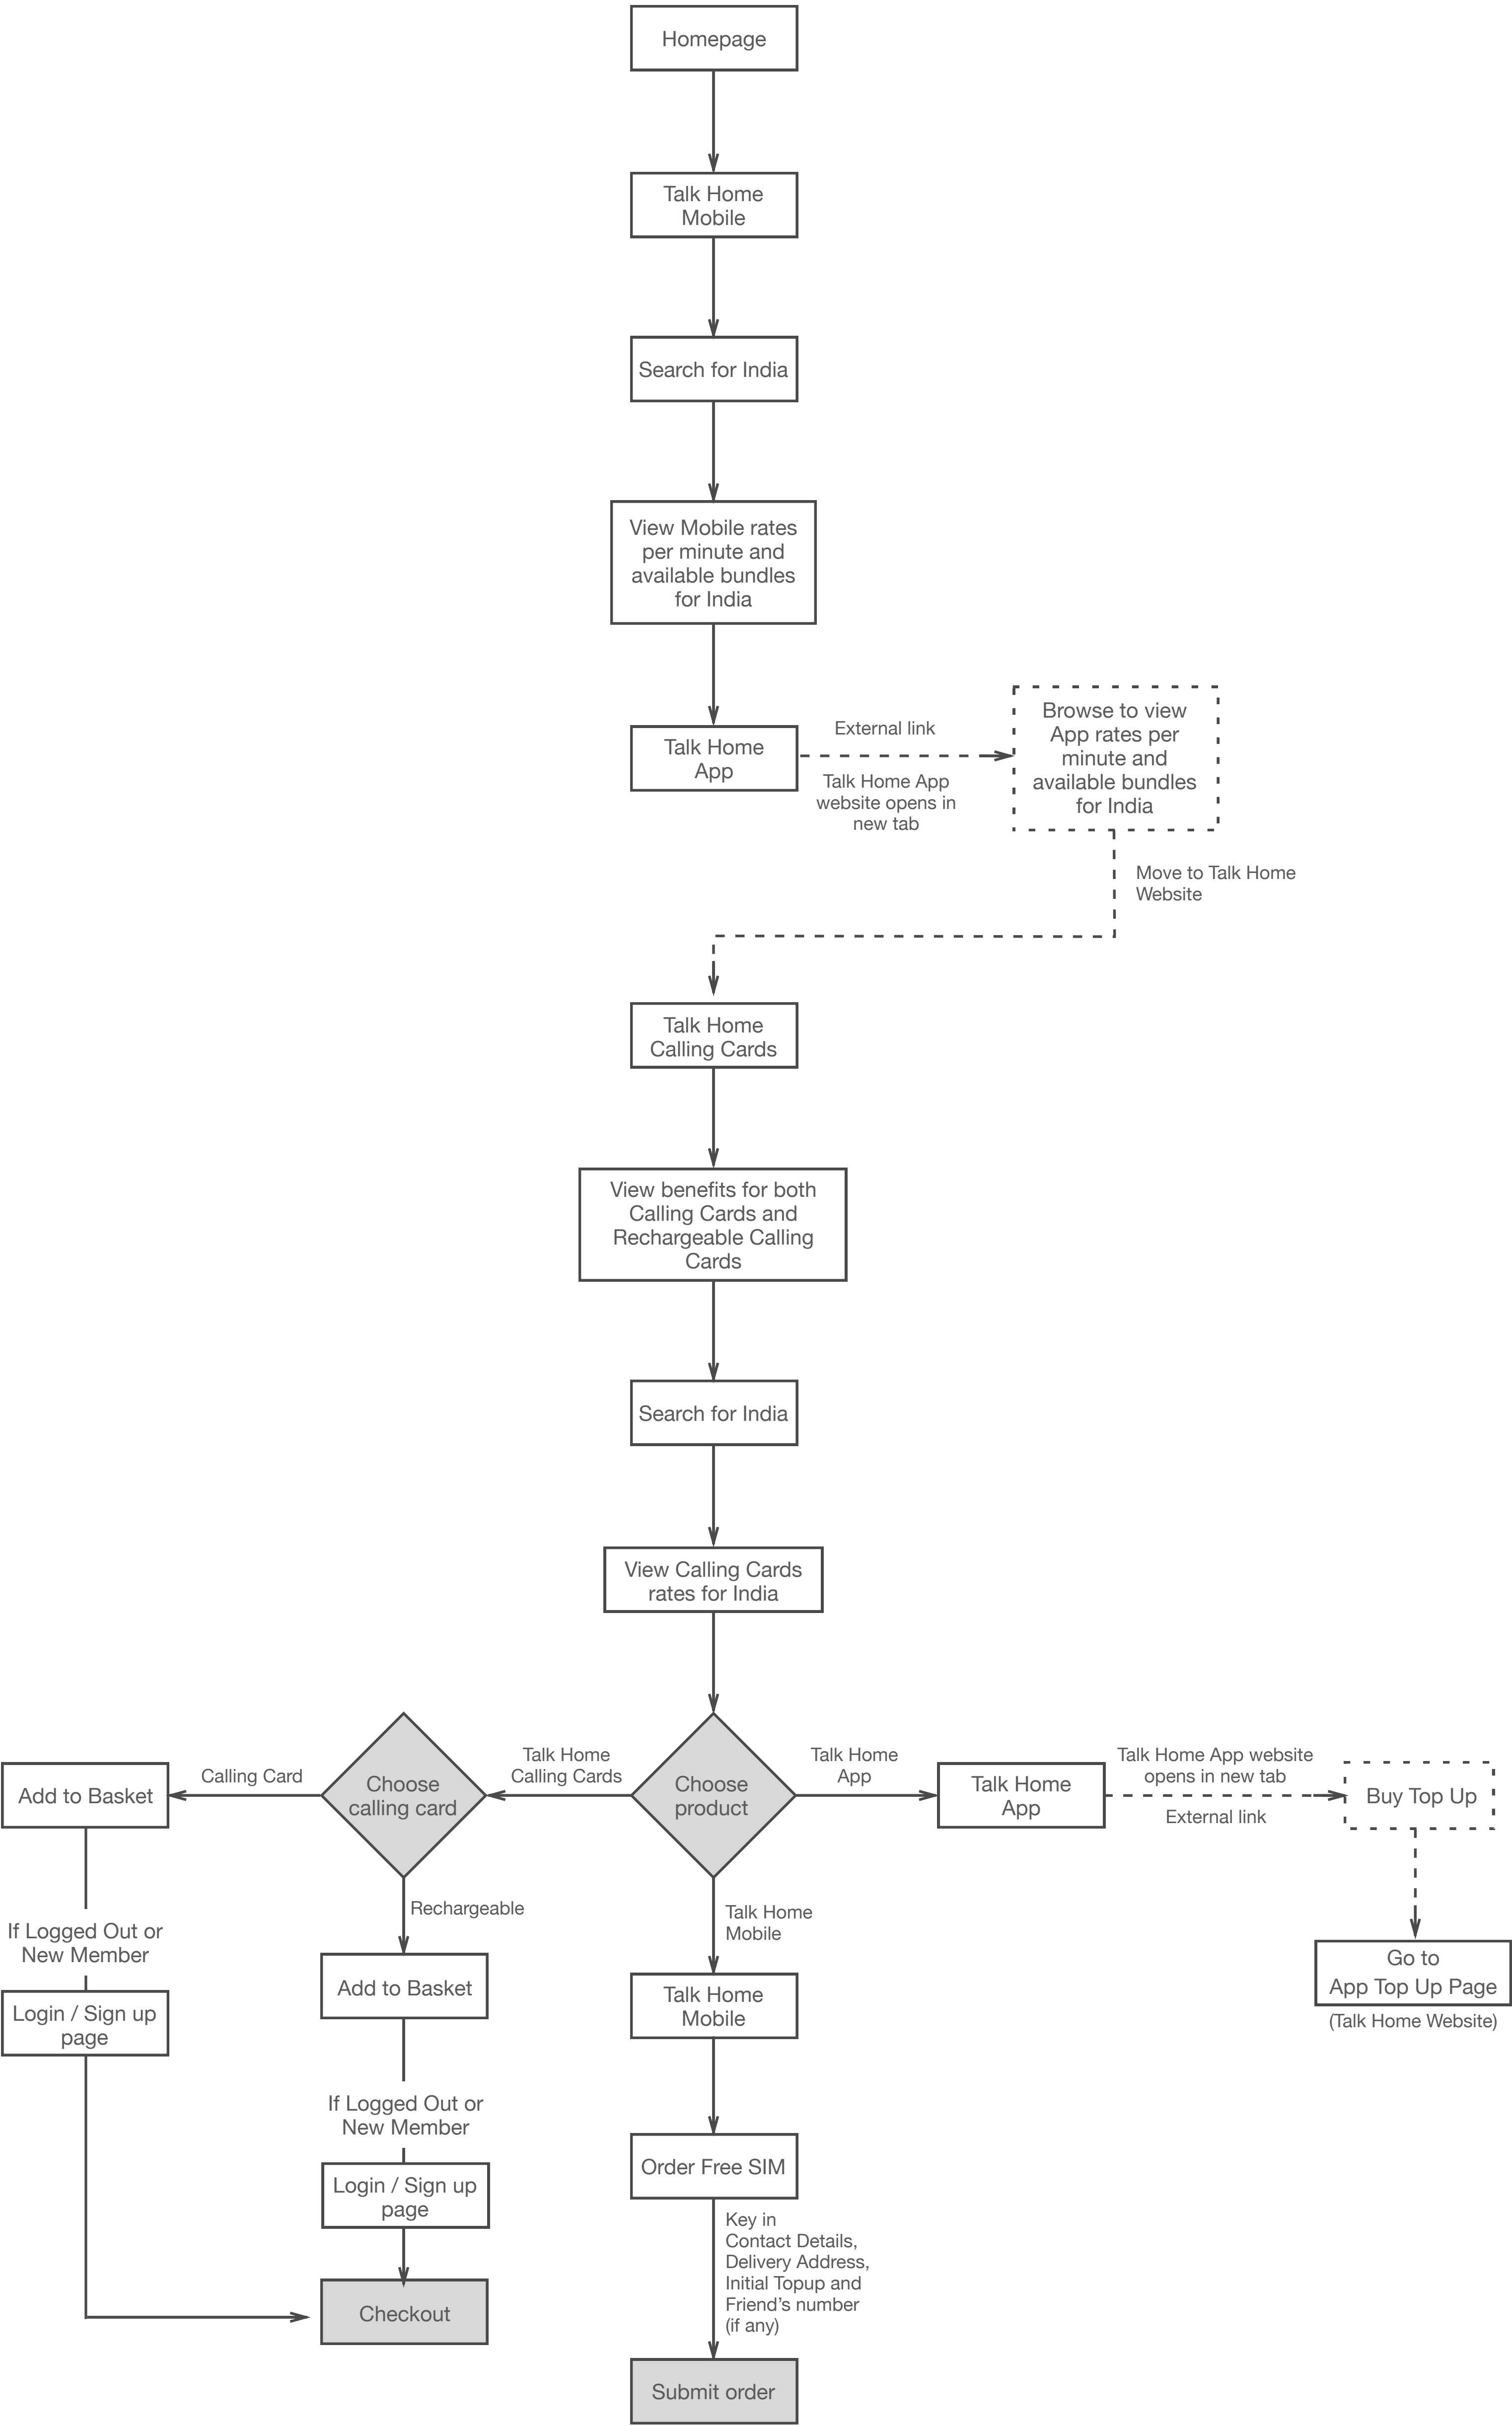 Homepage
Talk Home
Mobile
Search for India
View Mobile rates
per minute and
available bundles
for India
Talk Home
App
External link
Talk Home App
website opens in
new tab
Browse to view
App rates per
minute and
available bundles
for India
Move to Talk Home
Website
Talk Home
Calling Cards
View benefits for both
Calling Cards and
Rechargeable Calling
Cards
Search for India
View Calling Cards
rates for India
Choose
product
Talk Home
Calling Cards
Choose
calling card
Calling Card
Add to Basket
If Logged Out or
New Member
Login / Sign up
page
Rechargeable
Add to Basket
If Logged Out or
New Member
Login / Sign up
page
Checkout
Talk Home
Mobile
Talk Home
Mobile
Order Free SIM
Key in
Contact Details,
Delivery Address,
Initial Topup and
Friend's number
(if any)
Submit order
Talk Home
App
Talk Home
App
Talk Home App website
opens in new tab
External link
Buy Top Up
Go to
App Top Up Page
(Talk Home Website)